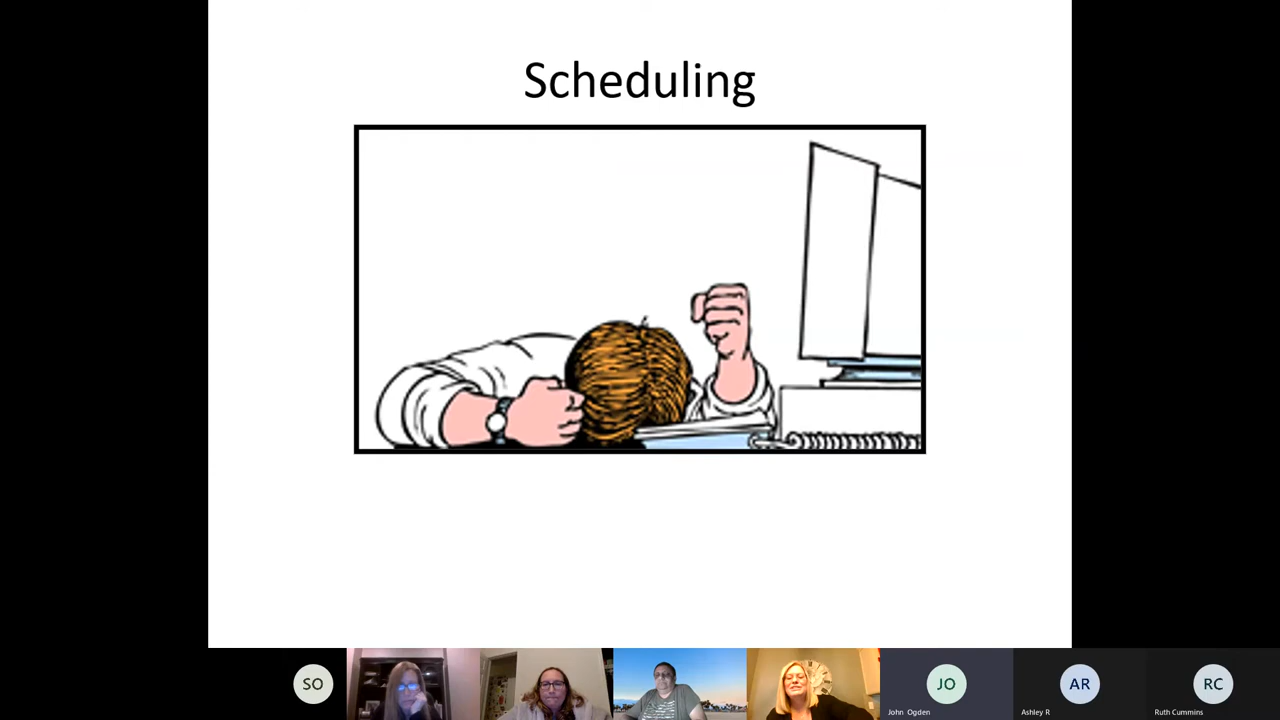 Scheduling
SO
JO
AR
RC
John Ogden
Ashley R
Ruth Cummins